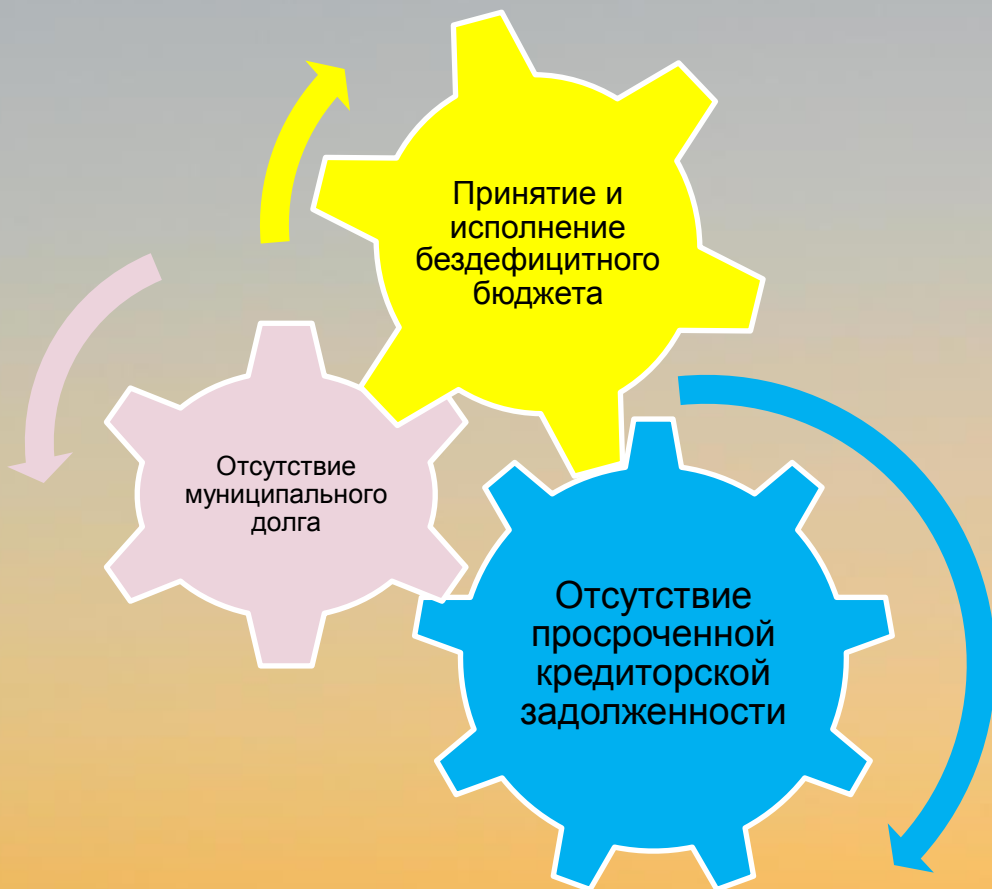 Принятие и
исполнение
бездефицитного
бюджета
Отсутствие
муниципального
долга
Отсутствие
просроченной
кредиторской
задолженности